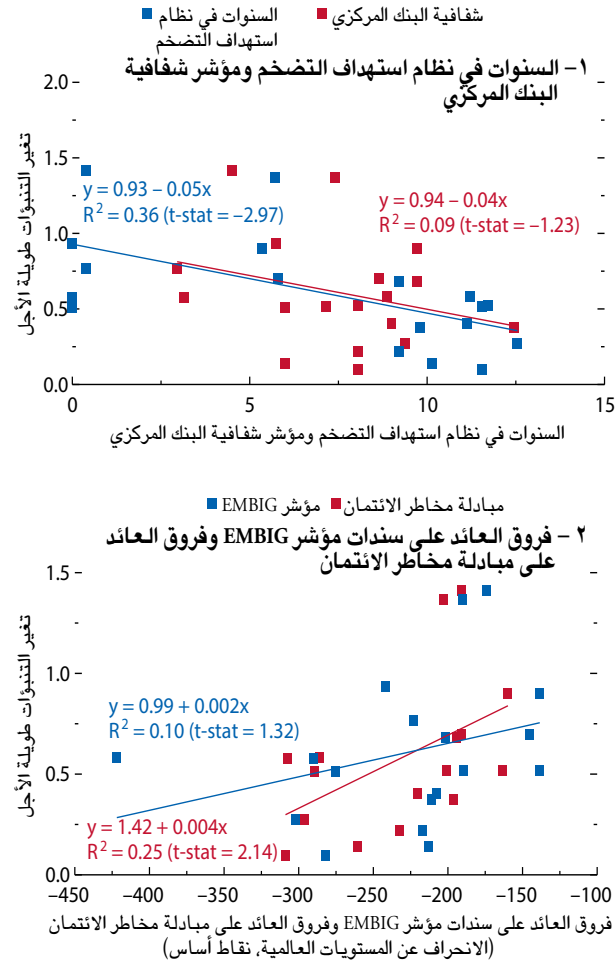 شفافية البنك المركزي
السنوات في نظام
استهداف التضخم
١– السنوات في نظام استهداف التضخم ومؤشر شفافية
البنك المركزي
تغير التنبؤات طويلة الأجل
2.0
1.5
1.0
0.5
0.0
y = 0.93 – 0.05x
R² = 0.36 (t-stat = –2.97)
y = 0.94 – 0.04x
R² = 0.09 (t-stat = –1.23)
0 5 10 15
السنوات في نظام استهداف التضخم ومؤشر شفافية البنك المركزي
مبادلة مخاطر الائتمان
مؤشر EMBIG
٢ – فروق العائد على سندات مؤشر EMBIG وفروق العائد
على مبادلة مخاطر الائتمان
تغير التنبؤات طويلة الأجل
1.5
1.0
0.5
0.0
y = 0.99 + 0.002x
R² = 0.10 (t-stat = 1.32)
y = 1.42 + 0.004x
R² = 0.25 (t-stat = 2.14)
–450 –400 –350 –300 –250 –200 –150 –100
فروق العائد على سندات مؤشر EMBIG وفروق العائد على مبادلة مخاطر الائتمان
(الانحراف عن المستويات العالمية، نقاط أساس)